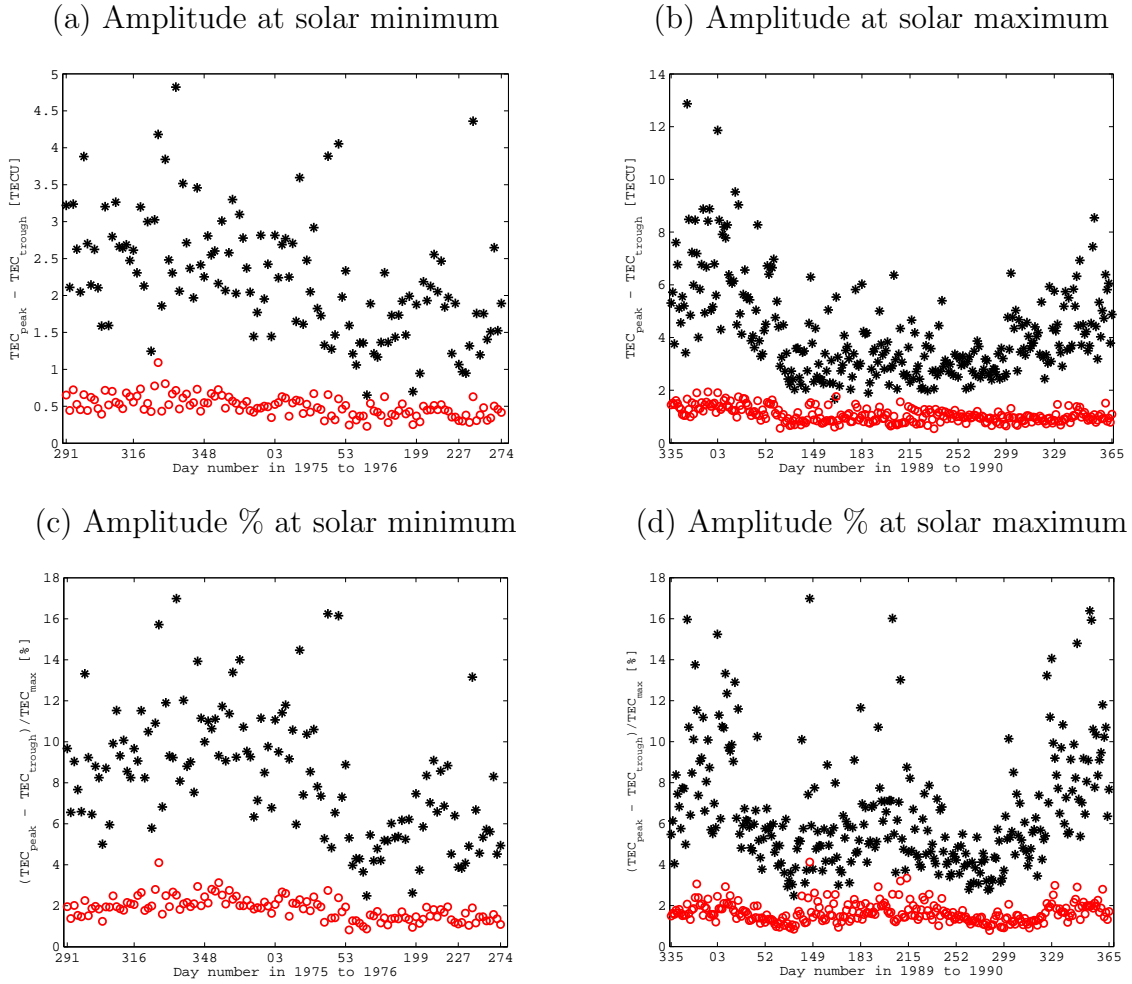 (a) Amplitude at solar minimum
(b) Amplitude at solar maximum
5
4.5
4
3.5
3
2.5
2
1.5
1
0.5
0
TEC_peak − TEC_trough [TECU]
291 316 348 03 53 199 227 274
Day number in 1975 to 1976
14
12
10
8
6
4
2
0
TEC_peak − TEC_trough [TECU]
335 03 52 149 183 215 252 299 329 365
Day number in 1989 to 1990
(c) Amplitude % at solar minimum
(d) Amplitude % at solar maximum
18
16
14
12
10
8
6
4
2
0
(TEC_peak − TEC_trough)/TEC_max [%]
291 316 348 03 53 199 227 274
Day number in 1975 to 1976
18
16
14
12
10
8
6
4
2
0
(TEC_peak − TEC_trough)/TEC_max [%]
335 03 52 149 183 215 252 299 329 365
Day number in 1989 to 1990